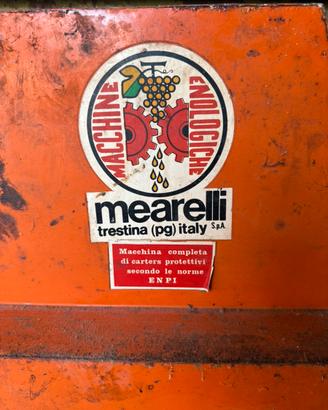 MACCHINE ENOLOGICHE
mearelli
trestina (pg) italy S.p.A.
Macchina completa
di carters protettivi
secondo le norme
ENPI